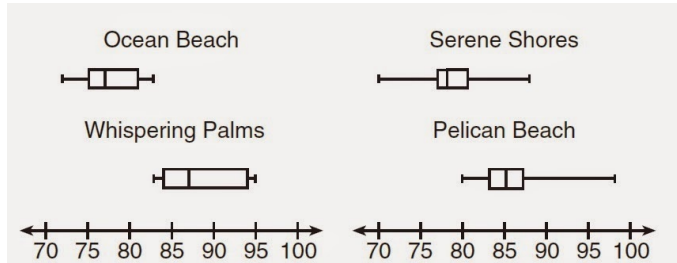 Ocean Beach
Serene Shores
Whispering Palms
Pelican Beach
70 75 80 85 90 95 100
70 75 80 85 90 95 100